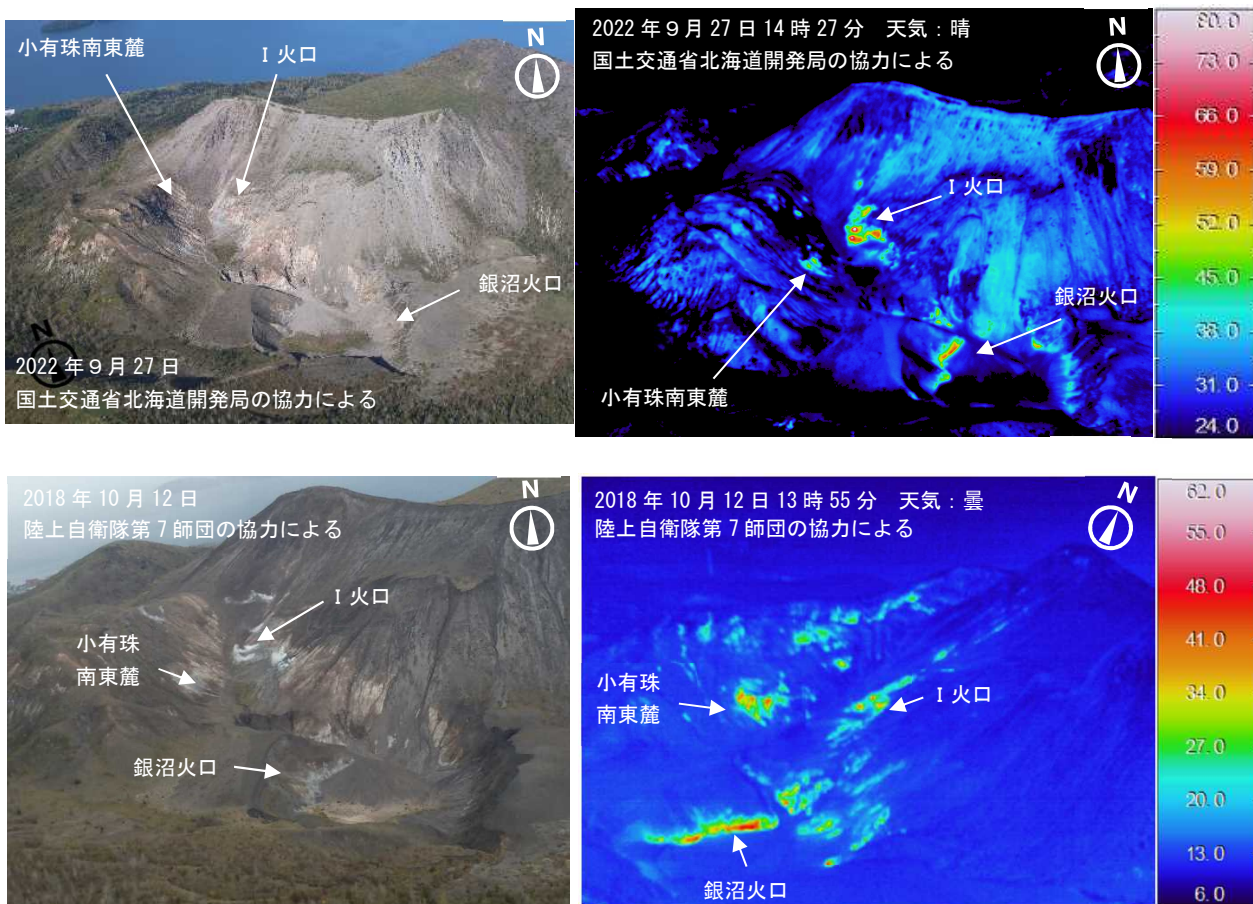 小有珠南東麓
Ⅰ 火口
N
銀沼火口
N
2022 年９月 27 日
国土交通省北海道開発局の協力による
2022 年９月 27 日 14 時 27 分　天気：晴
国土交通省北海道開発局の協力による
N
Ⅰ 火口
銀沼火口
小有珠南東麓
80.0
73.0
66.0
59.0
52.0
45.0
38.0
31.0
24.0
2018 年 10 月 12 日
陸上自衛隊第７師団の協力による
N
Ⅰ 火口
小有珠
南東麓
銀沼火口
2018 年 10 月 12 日 13 時 55 分　天気：曇
陸上自衛隊第７師団の協力による
N
小有珠
南東麓
Ⅰ 火口
銀沼火口
62.0
55.0
48.0
41.0
34.0
27.0
20.0
13.0
6.0